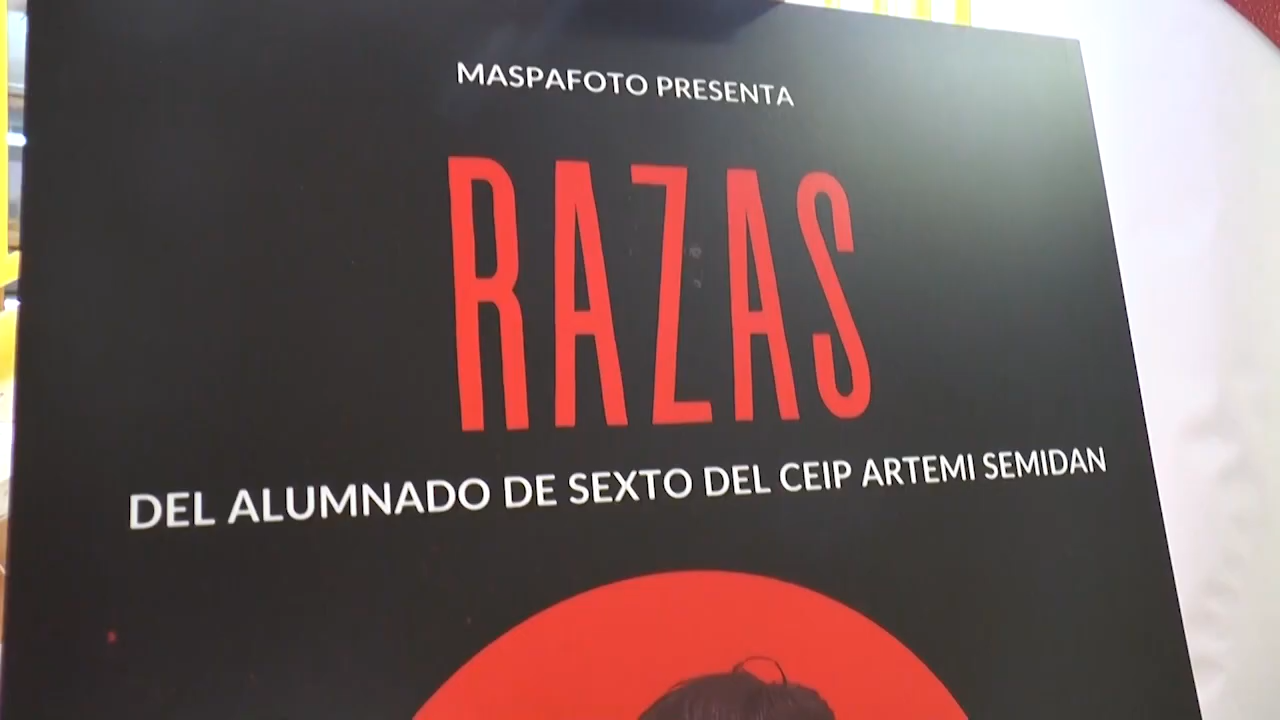 MASPAFOTO PRESENTA
RAZAS
DEL ALUMNADO DE SEXTO DEL CEIP ARTEMI SEMIDAN